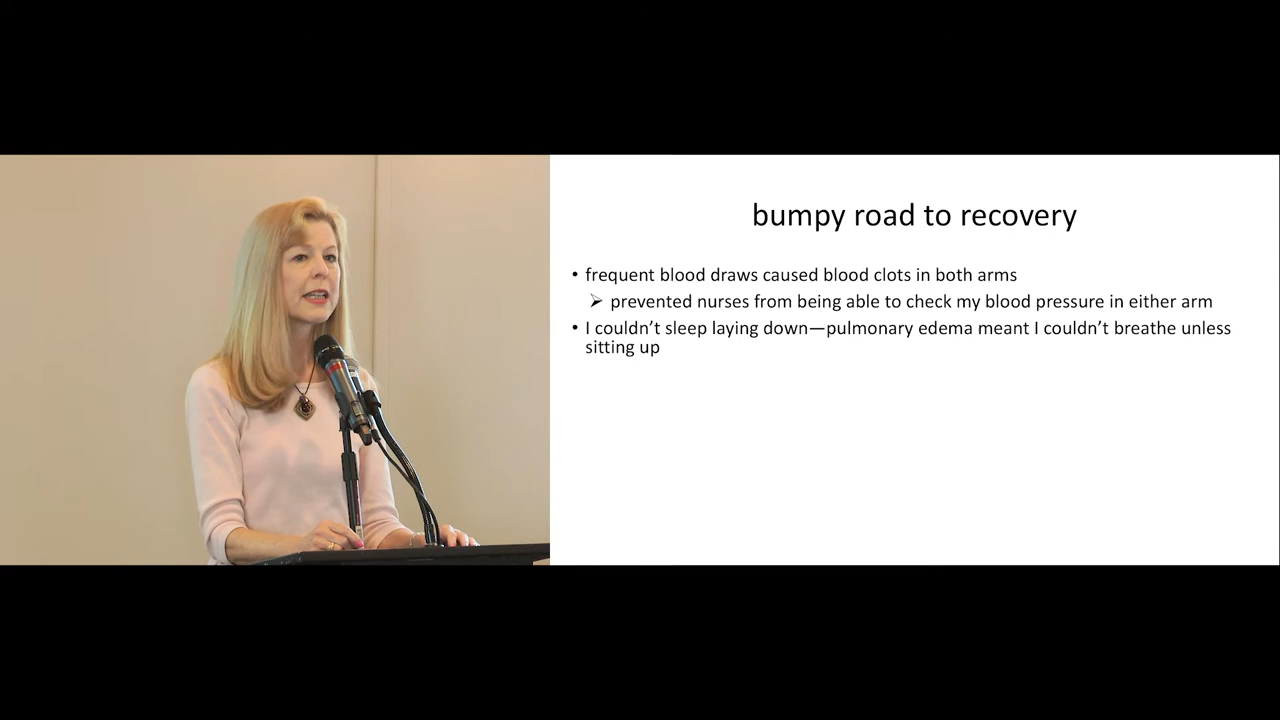 bumpy road to recovery
• frequent blood draws caused blood clots in both arms
➢ prevented nurses from being able to check my blood pressure in either arm
• I couldn’t sleep laying down—pulmonary edema meant I couldn’t breathe unless
sitting up